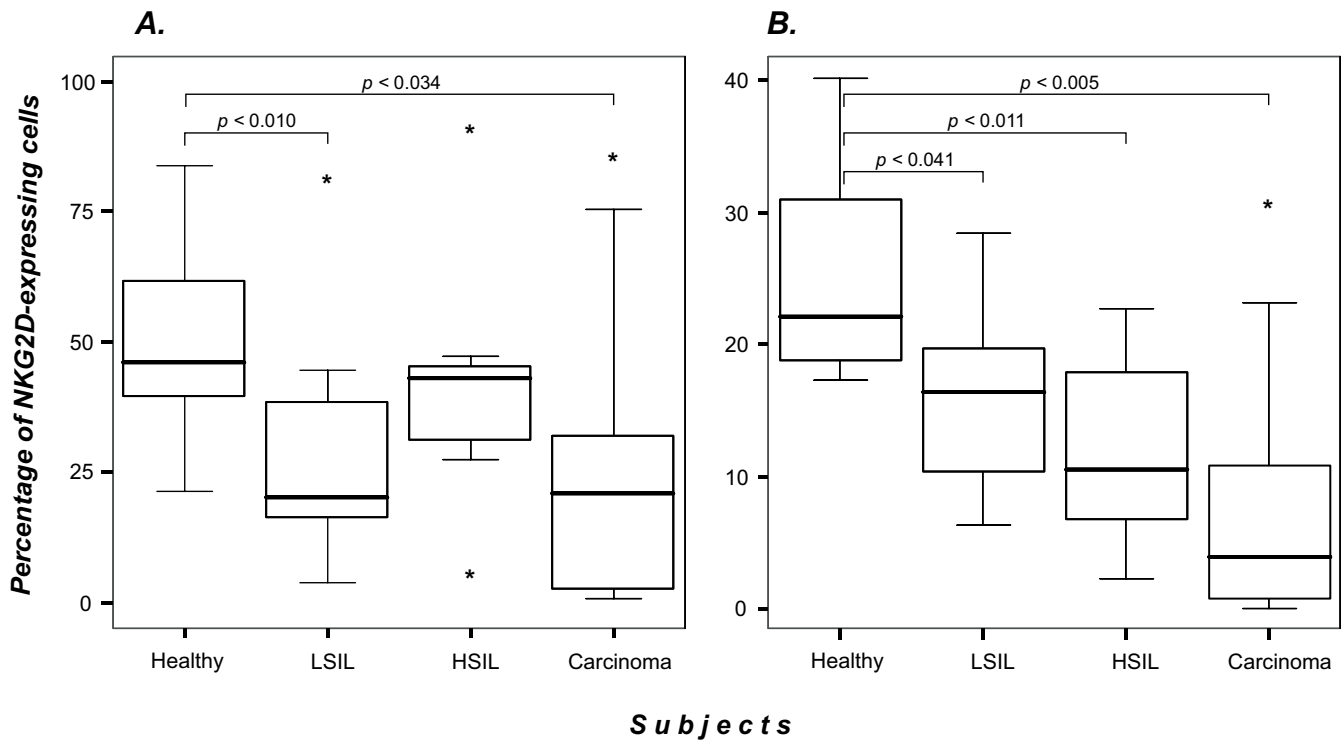 A.
B.
Percentage of NKG2D-expressing cells
100
75
50
25
0
p < 0.034
p < 0.010
*
*
*
*
Healthy
LSIL
HSIL
Carcinoma
40
30
20
10
0
p < 0.005
p < 0.011
p < 0.041
*
Healthy
LSIL
HSIL
Carcinoma
Subjects